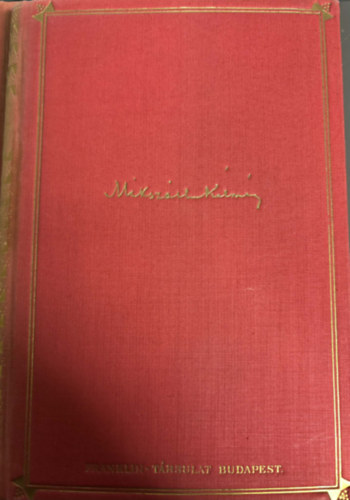 Mikszáth Kálmán
FRANKLIN-TÁRSULAT BUDAPEST.